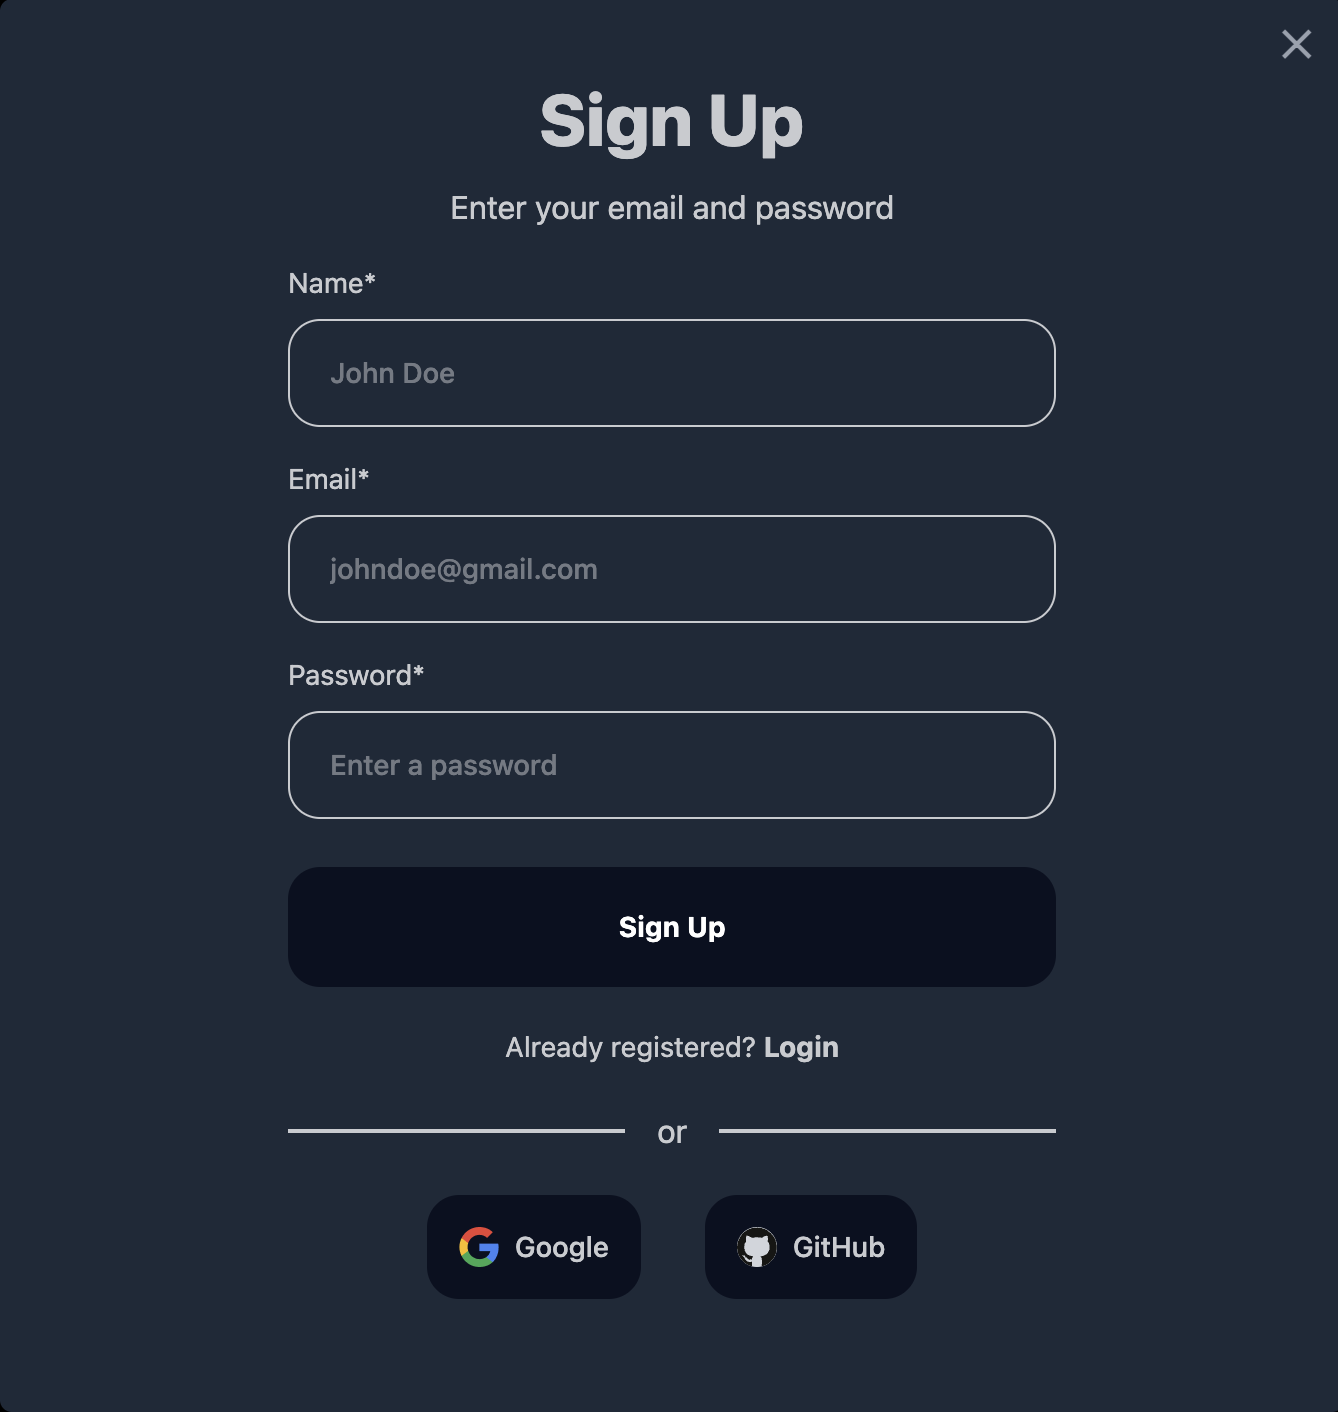 Sign Up
Enter your email and password
Name*
John Doe
Email*
johndoe@gmail.com
Password*
Enter a password
Sign Up
Already registered? Login
or
Google
GitHub